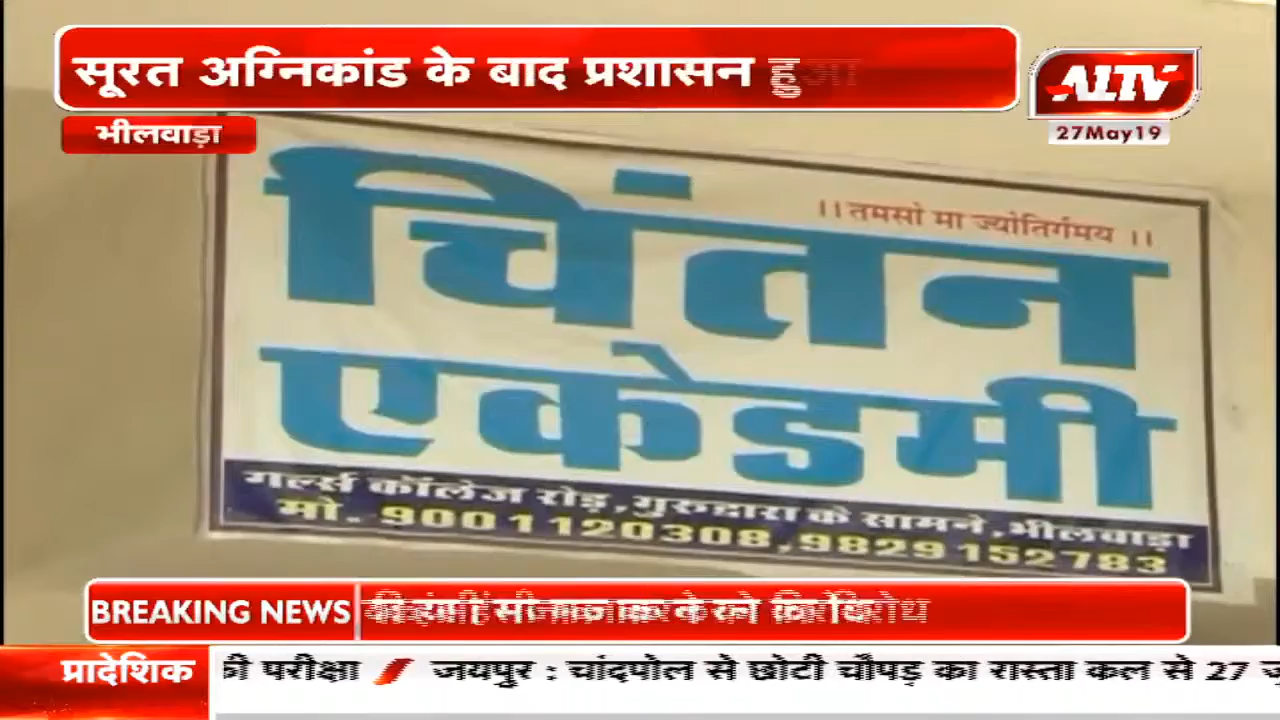 सूरत अग्निकांड के बाद प्रशासन हुआ
ALTV
27May19
भीलवाड़ा
।। तमसो मा ज्योतिर्गमय ।।
चिंतन
एकेडमी
गर्ल्स कॉलेज रोड़, गुरुद्वारा के सामने, भीलवाड़ा
मो. 9001120308, 9829152783
BREAKING NEWS
प्रादेशिक
परीक्षा / जयपुर : चांदपोल से छोटी चौपड़ का रास्ता कल से 27